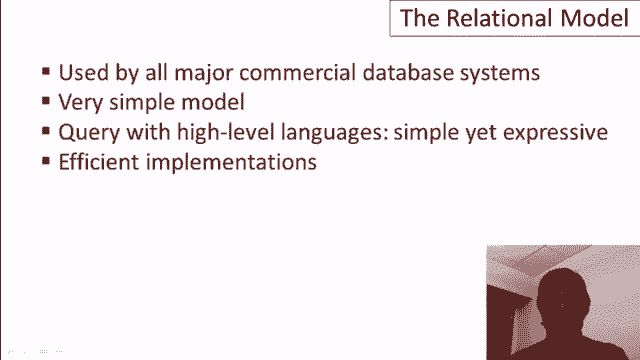 The Relational Model
▪ Used by all major commercial database systems
▪ Very simple model
▪ Query with high-level languages: simple yet expressive
▪ Efficient implementations